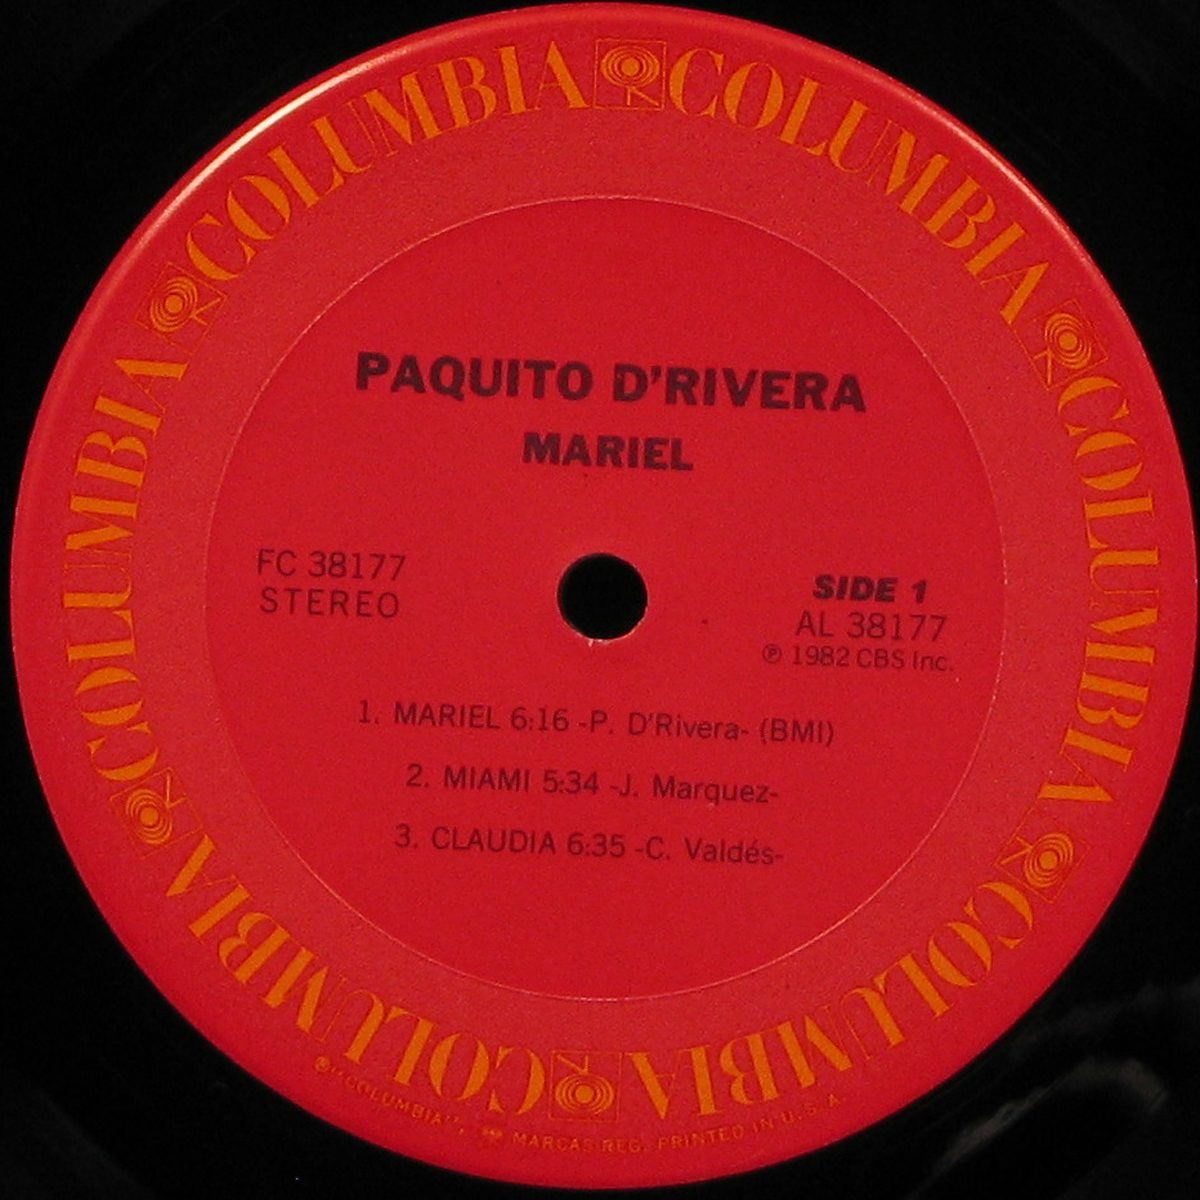 COLUMBIA COLUMBIA COLUMBIA COLUMBIA COLUMBIA COLUMBIA
PAQUITO D'RIVERA
MARIEL
FC 38177
STEREO
SIDE 1
AL 38177
℗ 1982 CBS Inc.
1. MARIEL 6:16 -P. D'Rivera- (BMI)
2. MIAMI 5:34 -J. Marquez-
3. CLAUDIA 6:35 -C. Valdés-
® "COLUMBIA", MARCAS REG. PRINTED IN U.S.A.